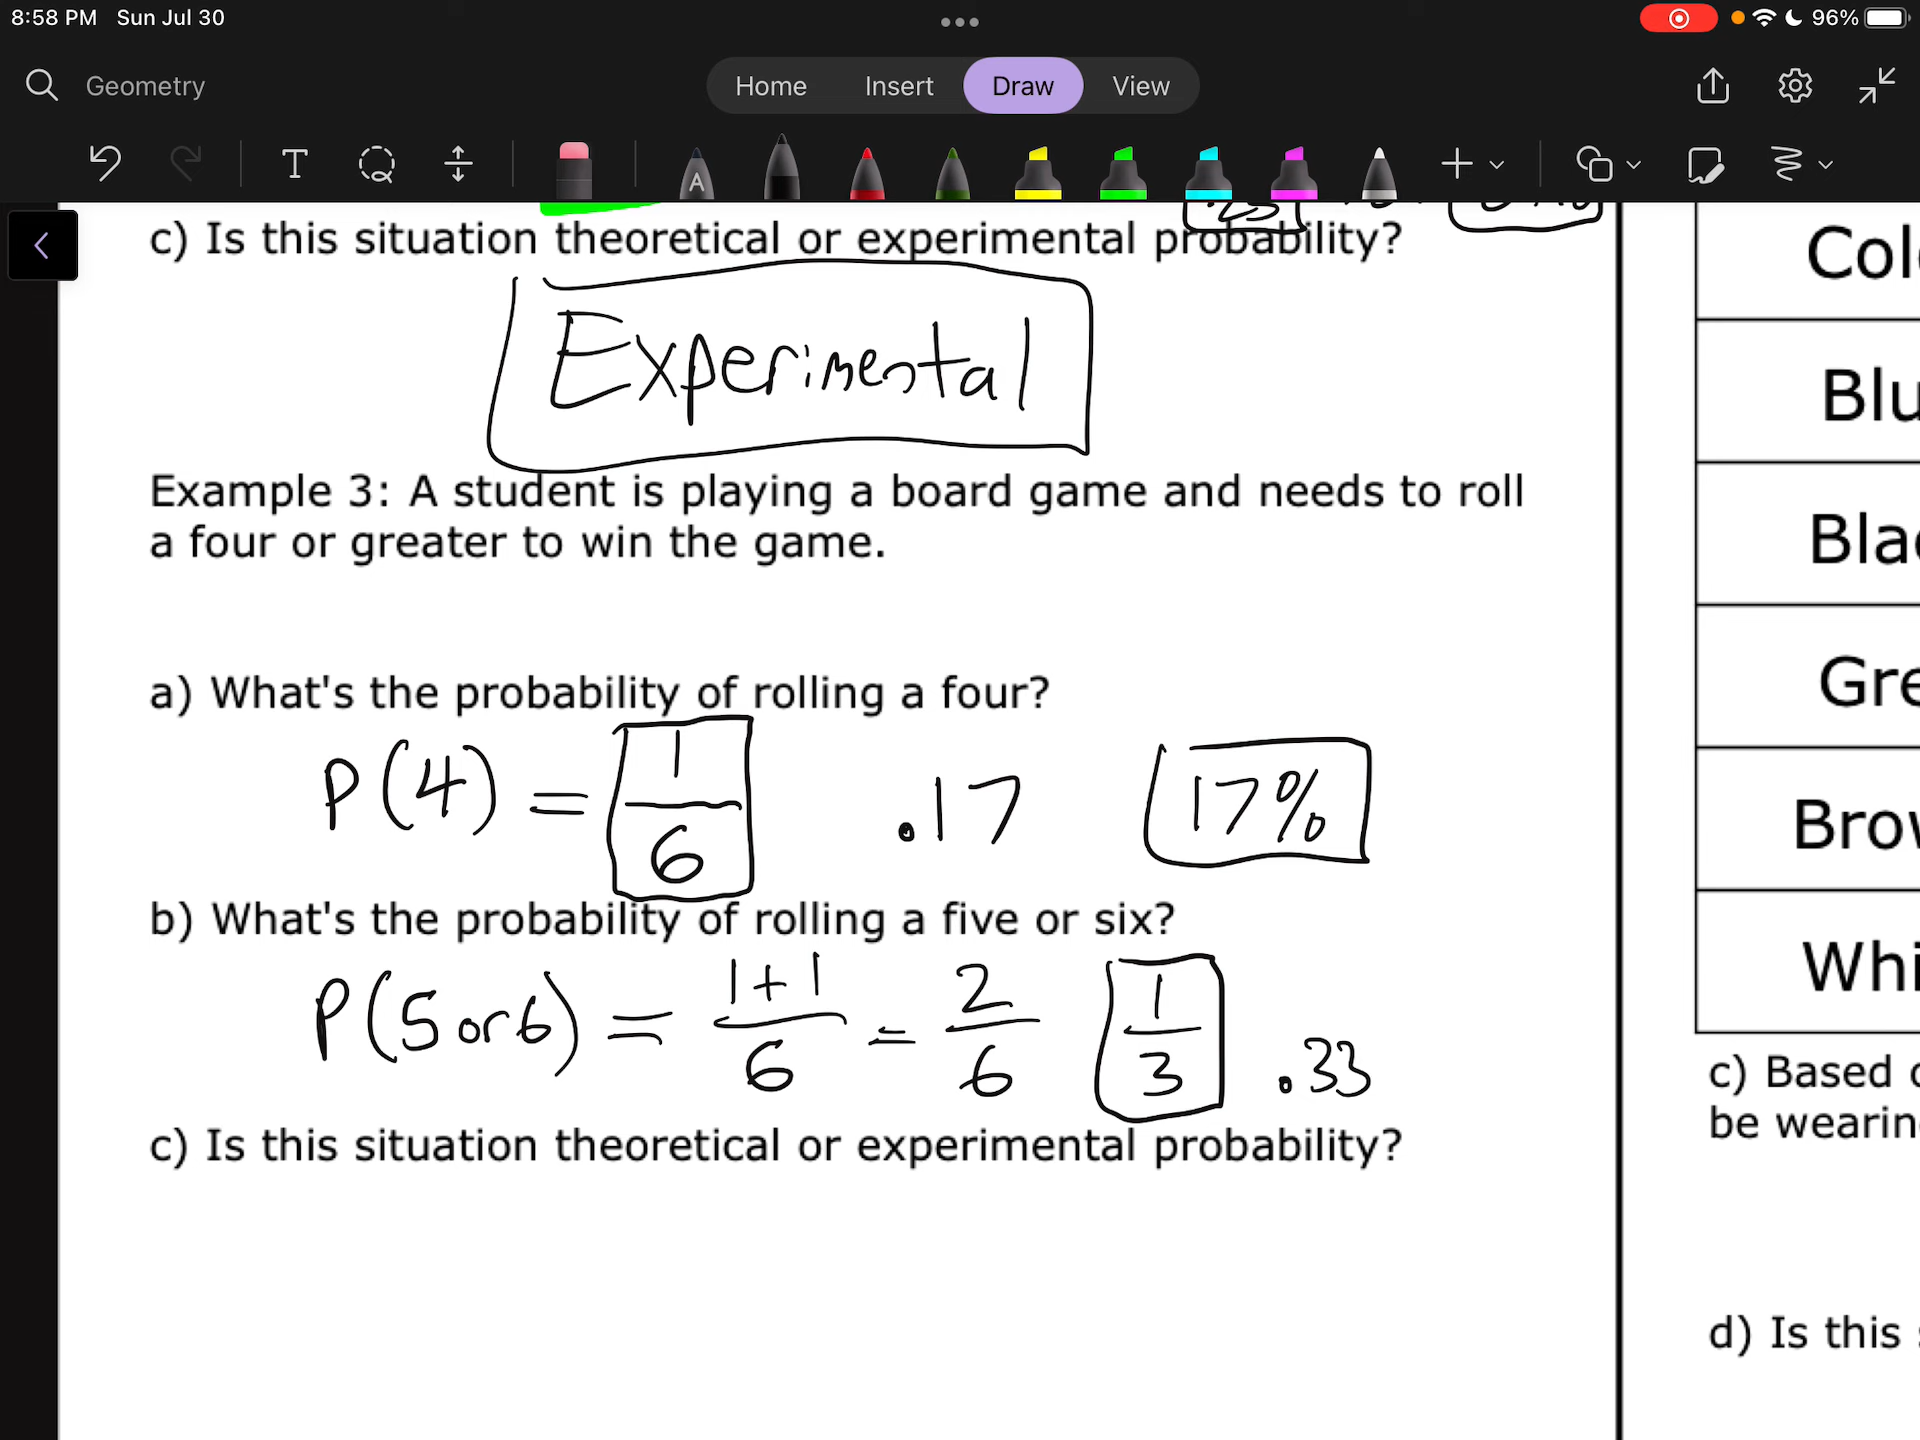 8:58 PM Sun Jul 30
96%
Geometry
Home Insert Draw View
T
A
c) Is this situation theoretical or experimental probability?
Experimental
Example 3: A student is playing a board game and needs to roll
a four or greater to win the game.
a) What's the probability of rolling a four?
P(4) = 1/6 .17 17%
b) What's the probability of rolling a five or six?
P(5 or 6) = 1+1/6 = 2/6 1/3 .33
c) Is this situation theoretical or experimental probability?
Col
Blu
Bla
Gre
Bro
Whi
c) Based
be wearin
d) Is this